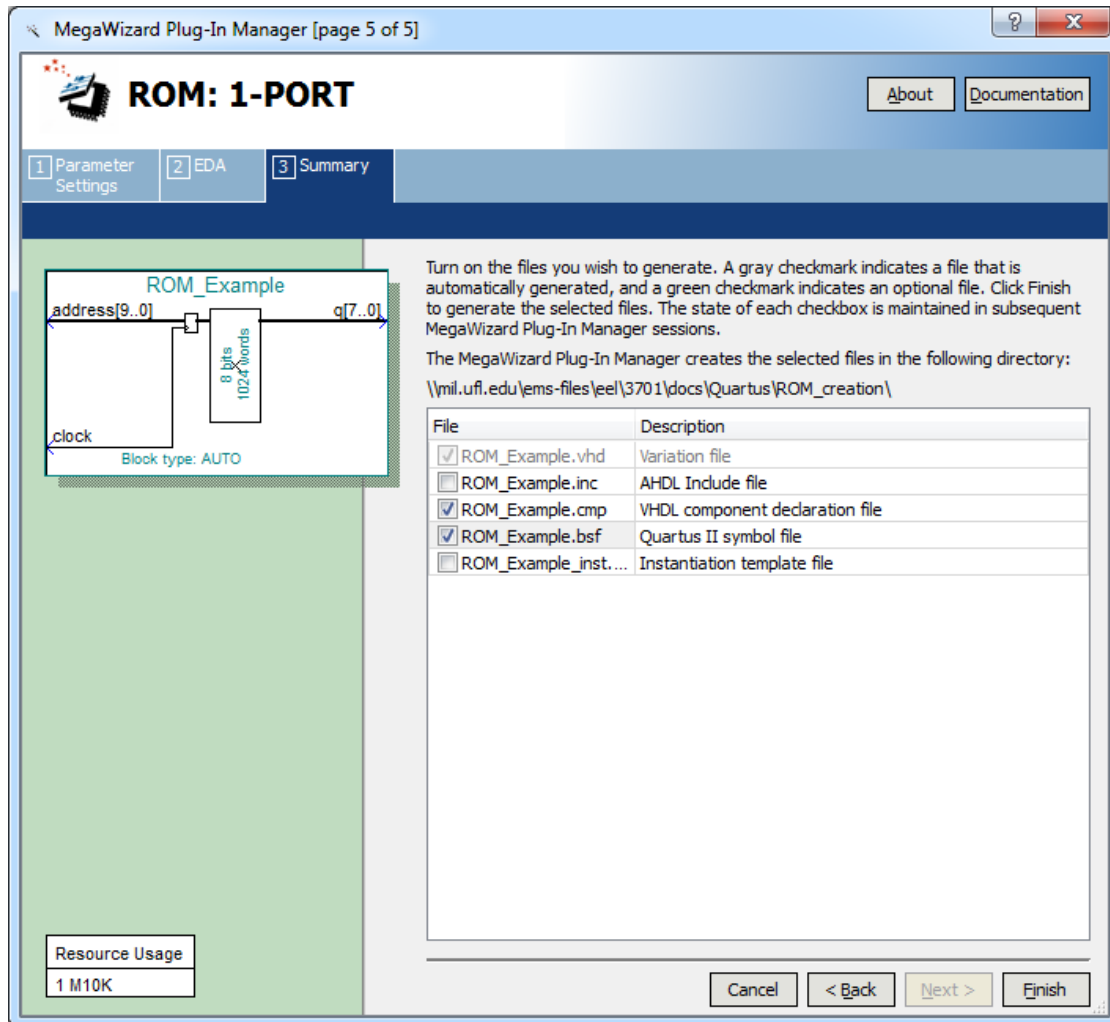 MegaWizard Plug-In Manager [page 5 of 5]
ROM: 1-PORT
About
Documentation
1 Parameter Settings
2 EDA
3 Summary
ROM_Example
address[9..0]
q[7..0]
8 bits
1024 words
clock
Block type: AUTO
Turn on the files you wish to generate. A gray checkmark indicates a file that is
automatically generated, and a green checkmark indicates an optional file. Click Finish
to generate the selected files. The state of each checkbox is maintained in subsequent
MegaWizard Plug-In Manager sessions.
The MegaWizard Plug-In Manager creates the selected files in the following directory:
\\mil.ufl.edu\ems-files\eel\3701\docs\Quartus\ROM_creation\
File Description
ROM_Example.vhd Variation file
ROM_Example.inc AHDL Include file
ROM_Example.cmp VHDL component declaration file
ROM_Example.bsf Quartus II symbol file
ROM_Example_inst.... Instantiation template file
Resource Usage
1 M10K
Cancel
< Back
Next >
Finish